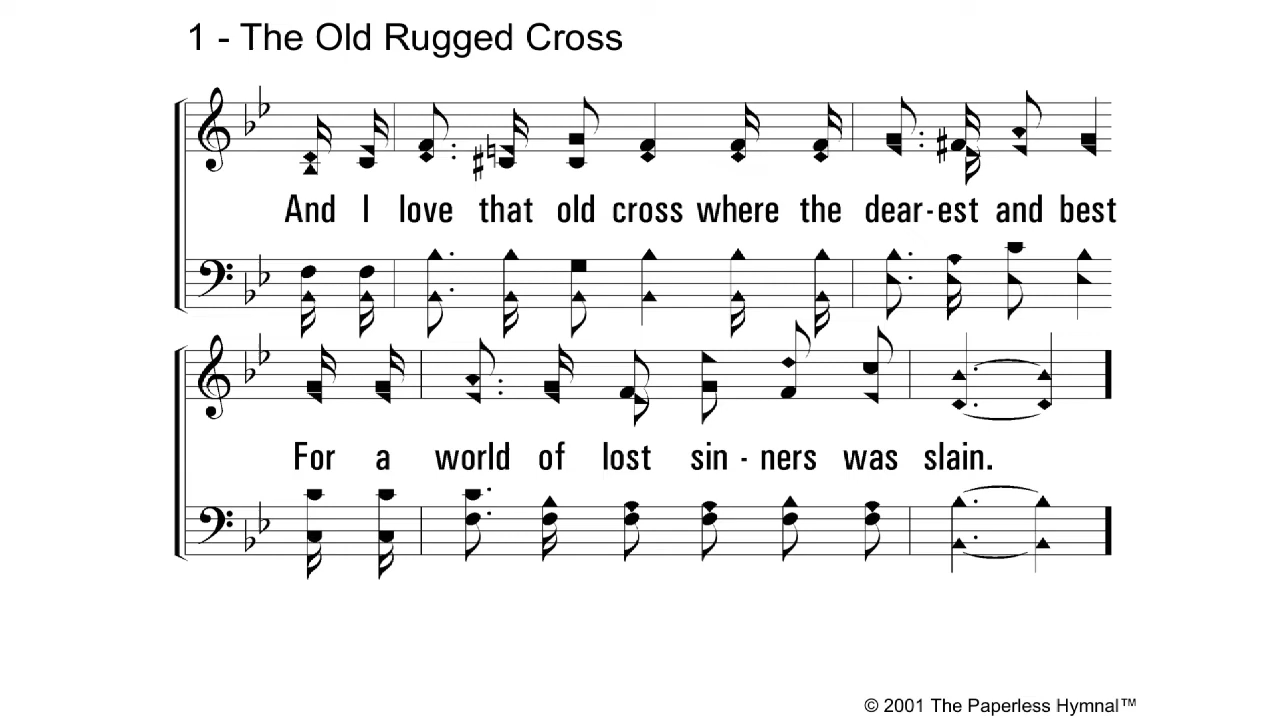 1 - The Old Rugged Cross
And I love that old cross where the dear-est and best
For a world of lost sin - ners was slain.
© 2001 The Paperless Hymnal™